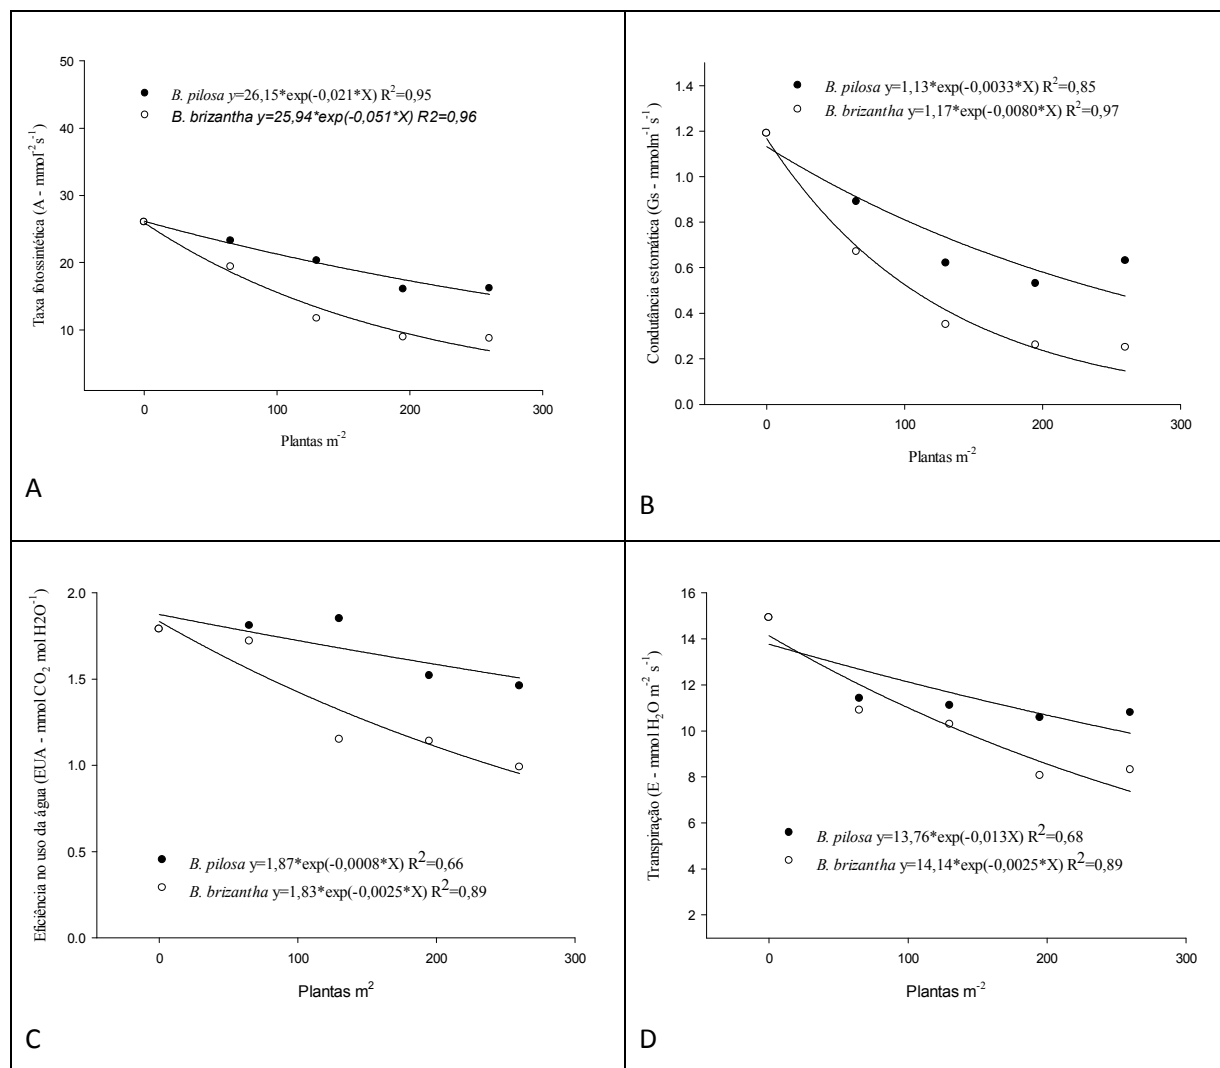 50
40
30
20
10
0
100
200
300
Taxa fotossintética (A - mmol⁻² s⁻¹)
B. pilosa y=26,15*exp(-0,021*X) R²=0,95
B. brizantha y=25,94*exp(-0,051*X) R2=0,96
Plantas m⁻²
A
1.4
1.2
1.0
0.8
0.6
0.4
0.2
0.0
0
100
200
300
Condutância estomática (Gs - mmolm⁻¹ s⁻¹)
B. pilosa y=1,13*exp(-0,0033*X) R²=0,85
B. brizantha y=1,17*exp(-0,0080*X) R²=0,97
Plantas m⁻²
B
2.0
1.5
1.0
0.5
0.0
0
100
200
300
Eficiência no uso da água (EUA - mmol CO₂ mol H2O⁻¹)
B. pilosa y=1,87*exp(-0,0008*X) R²=0,66
B. brizantha y=1,83*exp(-0,0025*X) R²=0,89
Plantas m²
C
16
14
12
10
8
6
4
2
0
100
200
300
Transpiração (E - mmol H₂O m⁻² s⁻¹)
B. pilosa y=13,76*exp(-0,013X) R²=0,68
B. brizantha y=14,14*exp(-0,0025*X) R²=0,89
Plantas m⁻²
D